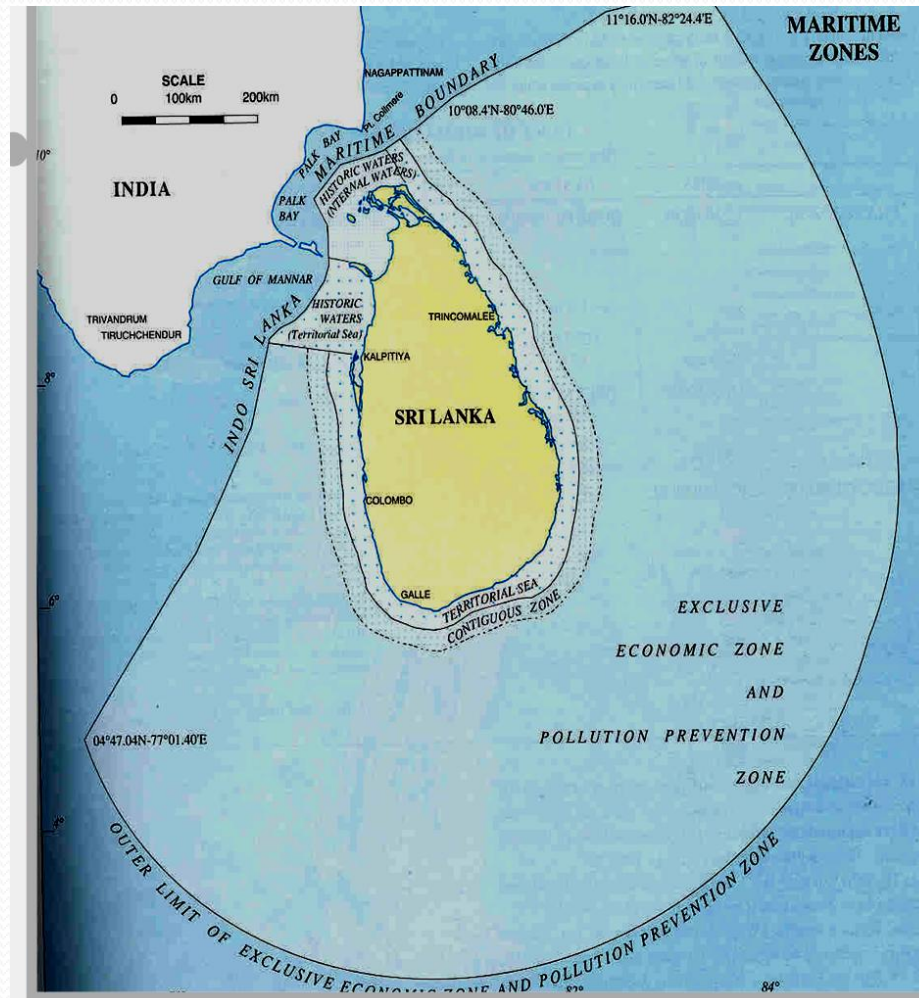 MARITIME
ZONES
11°16.0'N-82°24.4'E
SCALE
0 100km 200km
NAGAPPATTINAM
Pt. Calimere
INDO SRI LANKA MARITIME BOUNDARY
10°08.4'N-80°46.0'E
10°
PALK BAY
HISTORIC WATERS
(INTERNAL WATERS)
INDIA
PALK
BAY
GULF OF MANNAR
HISTORIC
WATERS
(Territorial Sea)
TRIVANDRUM
TIRUCHCHENDUR
TRINCOMALEE
KALPITIYA
8°
SRI LANKA
COLOMBO
GALLE
TERRITORIAL SEA
CONTIGUOUS ZONE
6°
EXCLUSIVE
ECONOMIC ZONE
AND
POLLUTION PREVENTION
ZONE
04°47.04'N-77°01.40'E
OUTER LIMIT OF EXCLUSIVE ECONOMIC ZONE AND POLLUTION PREVENTION ZONE
82°
84°